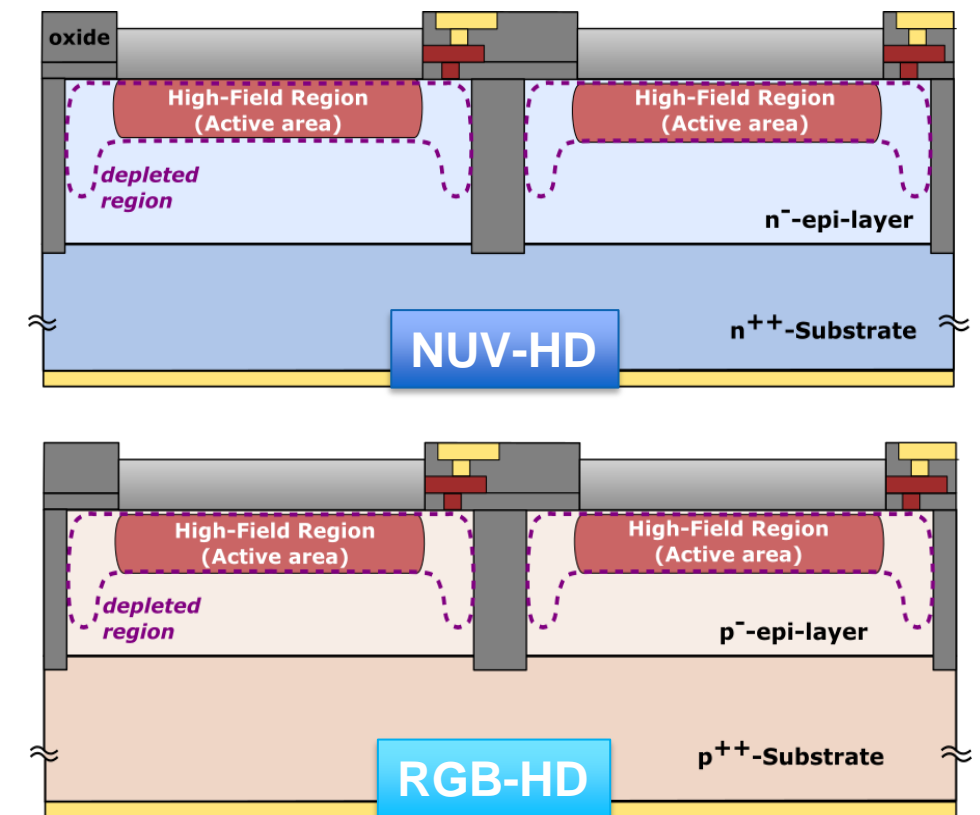 oxide
High-Field Region
(Active area)
High-Field Region
(Active area)
depleted
region
n⁻-epi-layer
n⁺⁺-Substrate
NUV-HD
High-Field Region
(Active area)
High-Field Region
(Active area)
depleted
region
p⁻-epi-layer
p⁺⁺-Substrate
RGB-HD